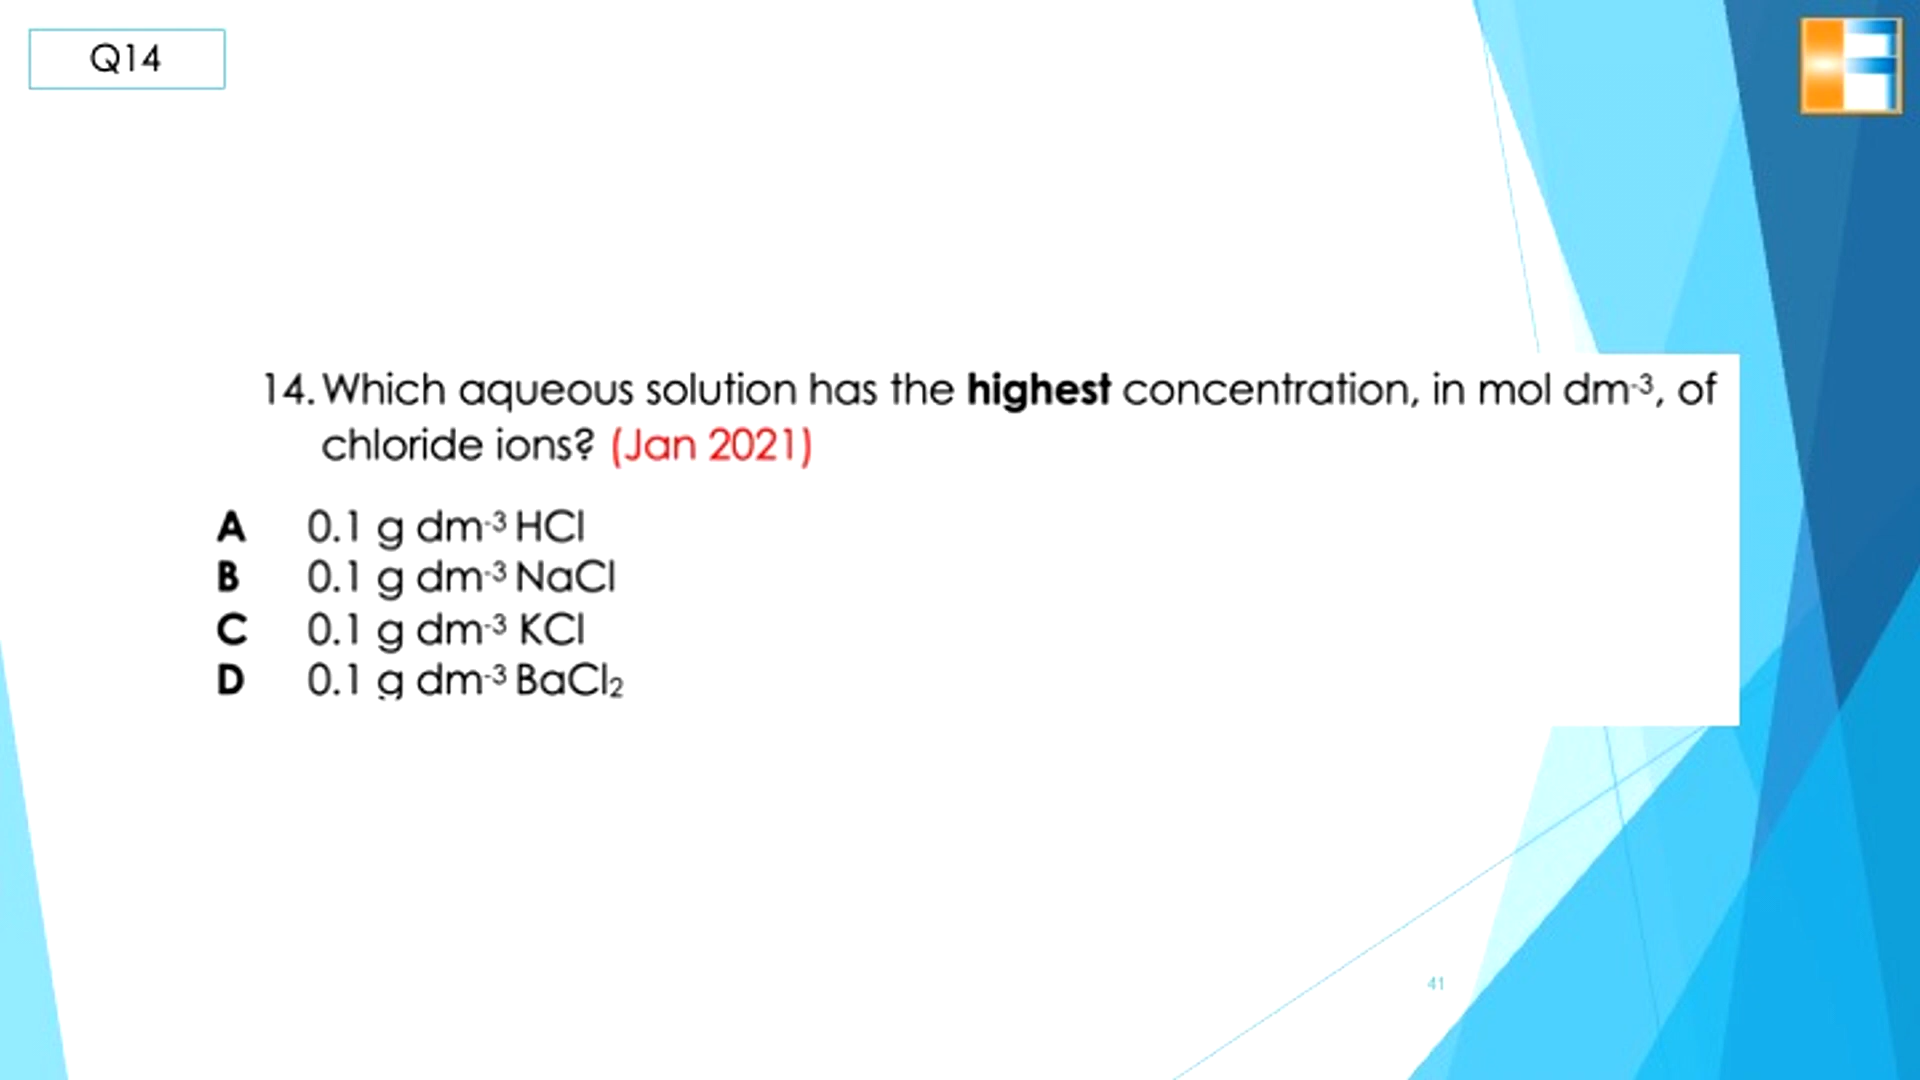 Q14
14. Which aqueous solution has the highest concentration, in mol dm⁻³, of
chloride ions? (Jan 2021)
A 0.1 g dm⁻³ HCl
B 0.1 g dm⁻³ NaCl
C 0.1 g dm⁻³ KCl
D 0.1 g dm⁻³ BaCl₂
41